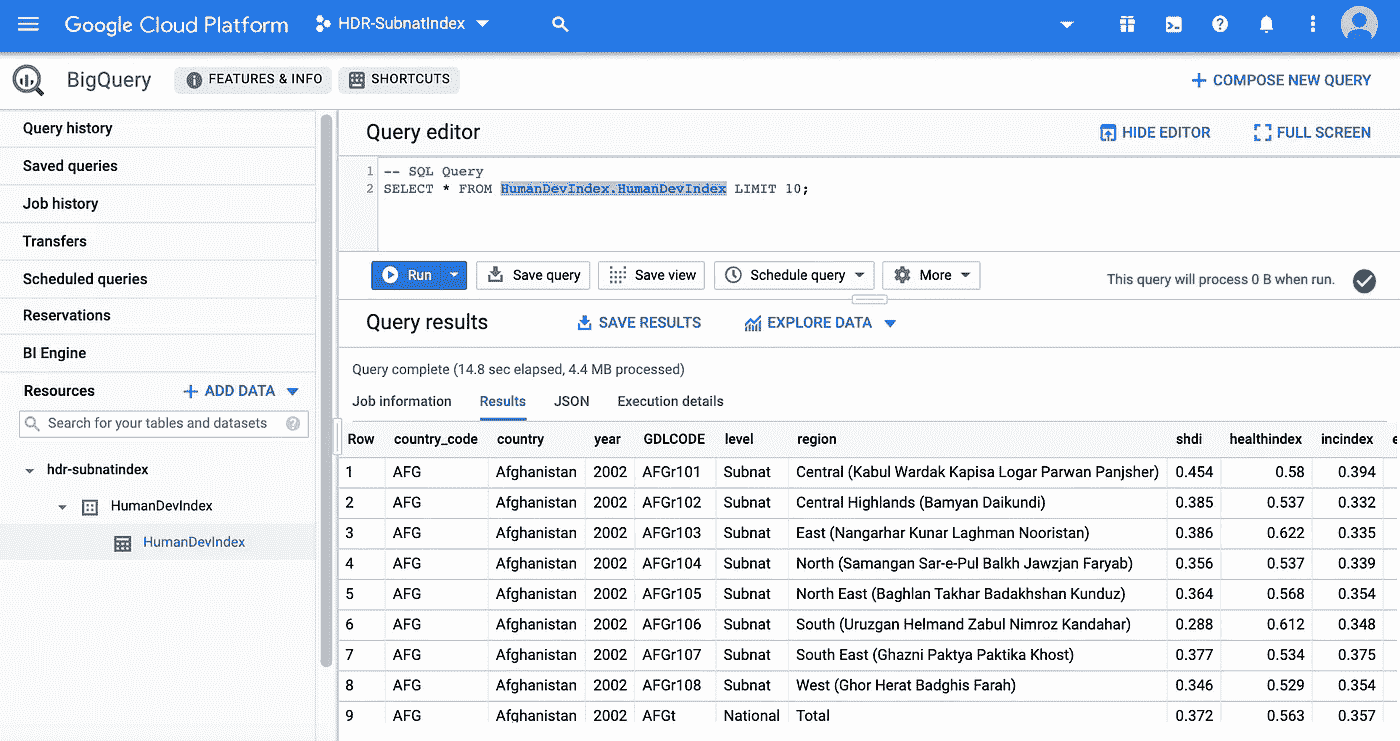 Google Cloud Platform HDR-SubnatIndex
BigQuery FEATURES & INFO SHORTCUTS + COMPOSE NEW QUERY
Query history
Saved queries
Job history
Transfers
Scheduled queries
Reservations
BI Engine
Resources + ADD DATA
Search for your tables and datasets
hdr-subnatindex
HumanDevIndex
HumanDevIndex
Query editor HIDE EDITOR FULL SCREEN
1 -- SQL Query
2 SELECT * FROM HumanDevIndex.HumanDevIndex LIMIT 10;
Run Save query Save view Schedule query More This query will process 0 B when run.
Query results SAVE RESULTS EXPLORE DATA
Query complete (14.8 sec elapsed, 4.4 MB processed)
Job information Results JSON Execution details
Row country_code country year GDLCODE level region shdi healthindex incindex e
1 AFG Afghanistan 2002 AFGr101 Subnat Central (Kabul Wardak Kapisa Logar Parwan Panjsher) 0.454 0.58 0.394
2 AFG Afghanistan 2002 AFGr102 Subnat Central Highlands (Bamyan Daikundi) 0.385 0.537 0.332
3 AFG Afghanistan 2002 AFGr103 Subnat East (Nangarhar Kunar Laghman Nooristan) 0.386 0.622 0.335
4 AFG Afghanistan 2002 AFGr104 Subnat North (Samangan Sar-e-Pul Balkh Jawzjan Faryab) 0.356 0.537 0.339
5 AFG Afghanistan 2002 AFGr105 Subnat North East (Baghlan Takhar Badakhshan Kunduz) 0.364 0.568 0.354
6 AFG Afghanistan 2002 AFGr106 Subnat South (Uruzgan Helmand Zabul Nimroz Kandahar) 0.288 0.612 0.348
7 AFG Afghanistan 2002 AFGr107 Subnat South East (Ghazni Paktya Paktika Khost) 0.377 0.534 0.375
8 AFG Afghanistan 2002 AFGr108 Subnat West (Ghor Herat Badghis Farah) 0.346 0.529 0.354
9 AFG Afghanistan 2002 AFGt National Total 0.372 0.563 0.357